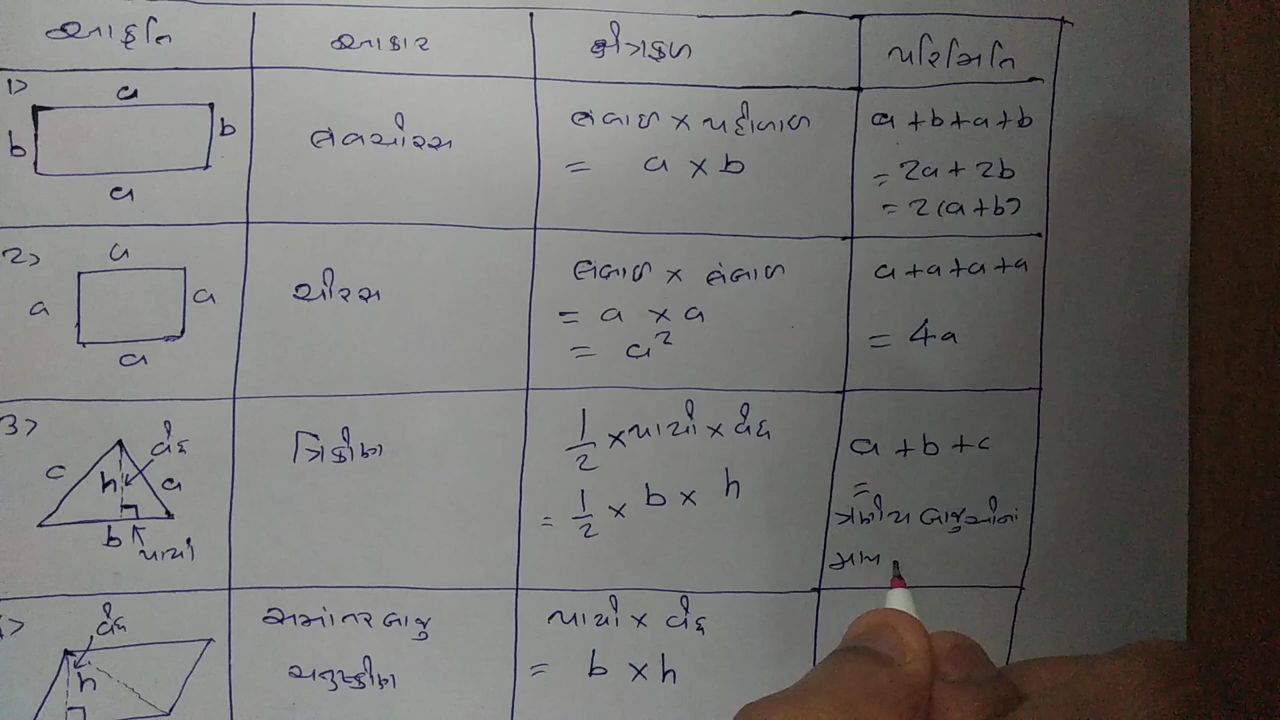 આકૃતિ આકાર ક્ષેત્રફળ પરિમિતિ
1) a b b a
લંબચોરસ
લંબાઈ × પહોળાઈ
= a × b
a + b + a + b
= 2a + 2b
= 2(a+b)
2) a a a a
ચોરસ
લંબાઈ × લંબાઈ
= a × a
= a²
a + a + a + a
= 4a
3) c h a વેધ
b પાયો
ત્રિકોણ
1/2 × પાયો × વેધ
= 1/2 × b × h
a + b + c
=
ત્રણેય બાજુઓનાં
માપ
વેધ
h
સમાંતરબાજુ
ચતુષ્કોણ
પાયો × વેધ
= b × h